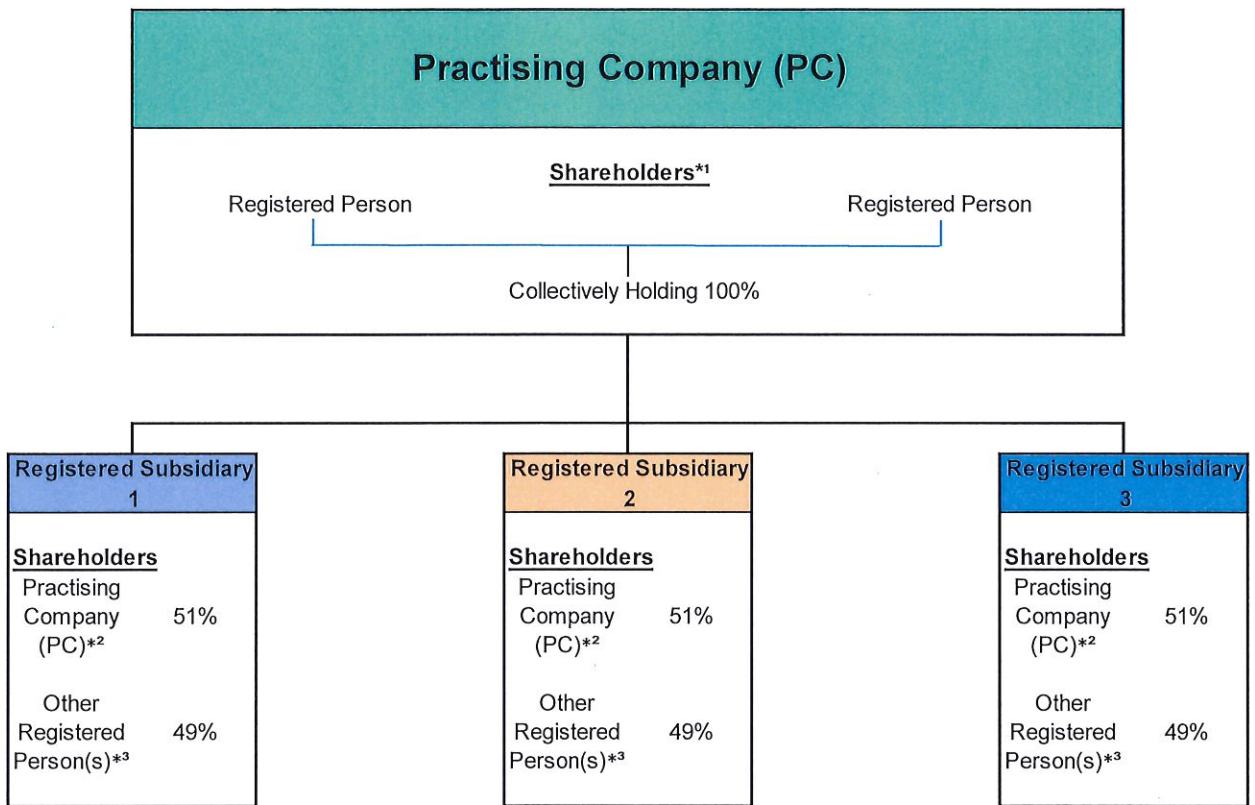 Practising Company (PC)
Shareholders*¹
Registered Person
Registered Person
Collectively Holding 100%
Registered Subsidiary
1
Shareholders
Practising
Company 51%
(PC)*²
Other
Registered 49%
Person(s)*³
Registered Subsidiary
2
Shareholders
Practising
Company 51%
(PC)*²
Other
Registered 49%
Person(s)*³
Registered Subsidiary
3
Shareholders
Practising
Company 51%
(PC)*²
Other
Registered 49%
Person(s)*³